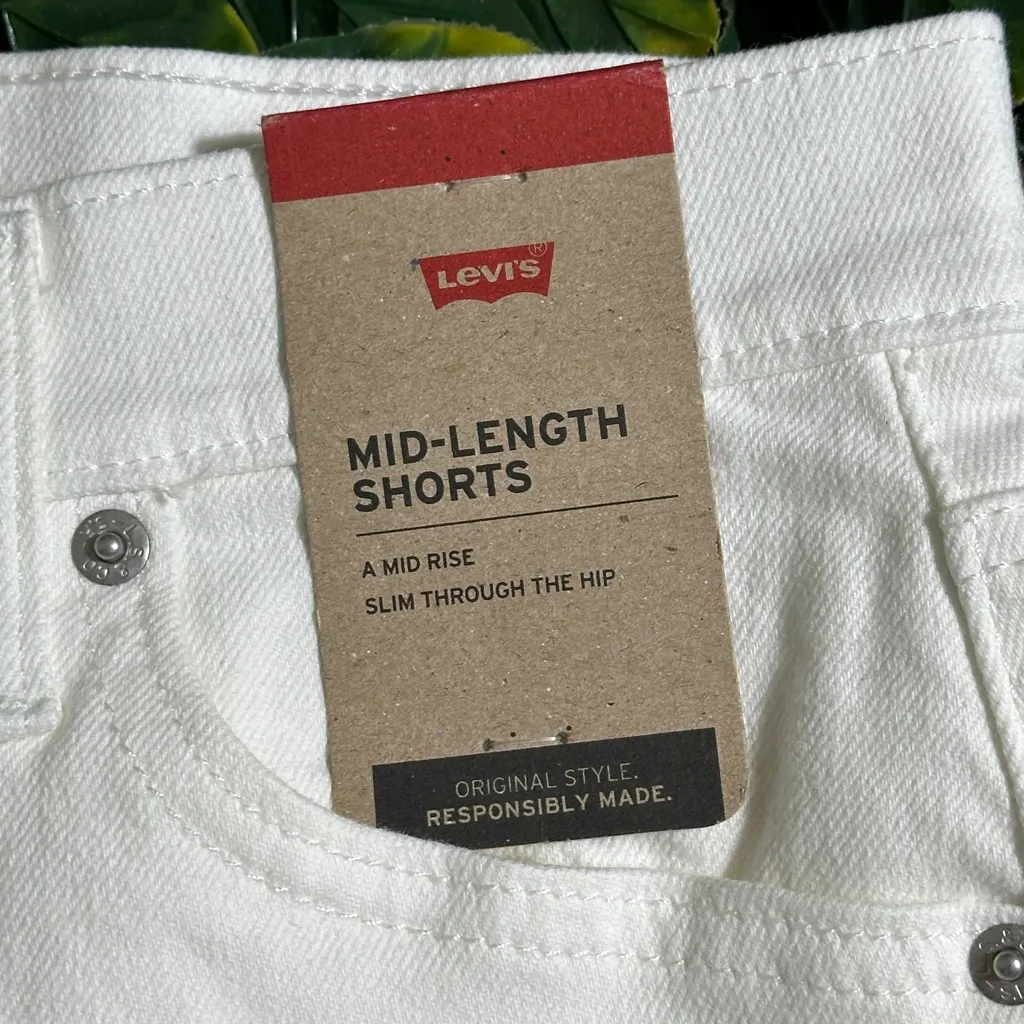 LEVI'S®
MID-LENGTH
SHORTS
A MID RISE
SLIM THROUGH THE HIP
ORIGINAL STYLE.
RESPONSIBLY MADE.